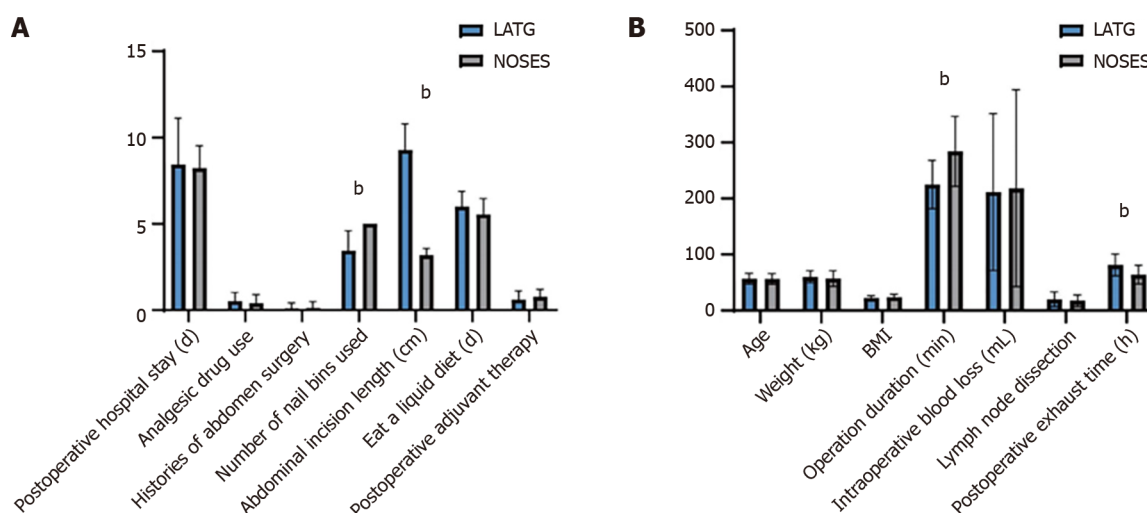 A
LATG
NOSES
15
10
5
0
b
b
Postoperative hospital stay (d)
Analgesic drug use
Histories of abdomen surgery
Number of nail bins used
Abdominal incision length (cm)
Eat a liquid diet (d)
Postoperative adjuvant therapy
B
LATG
NOSES
500
400
300
200
100
0
b
b
Age
Weight (kg)
BMI
Operation duration (min)
Intraoperative blood loss (mL)
Lymph node dissection
Postoperative exhaust time (h)